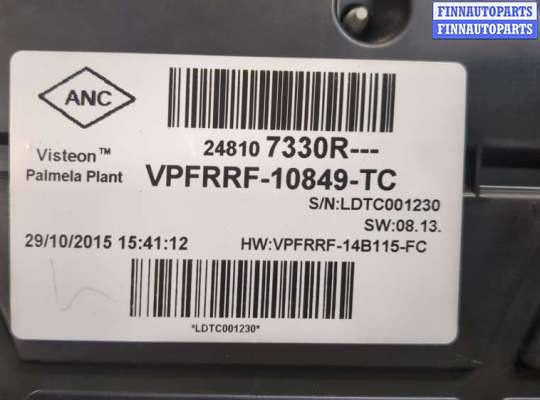 FINNAUTOPARTS
FINNAUTOPARTS
ANC
Visteon™
Palmela Plant
24810 7330R---
VPFRRF-10849-TC
S/N:LDTC001230
SW:08.13.
29/10/2015 15:41:12
HW:VPFRRF-14B115-FC
*LDTC001230*